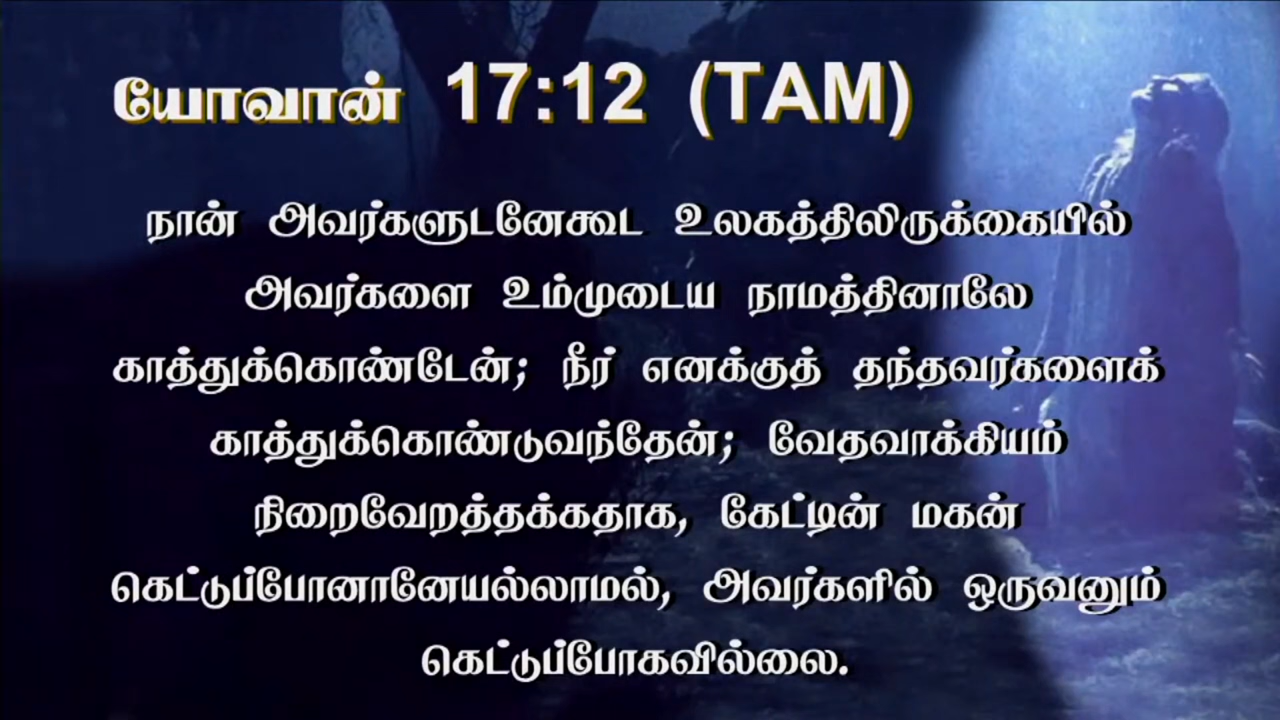 யோவான் 17:12 (TAM)
நான் அவர்களுடனேகூட உலகத்திலிருக்கையில்
அவர்களை உம்முடைய நாமத்தினாலே
காத்துக்கொண்டேன்; நீர் எனக்குத் தந்தவர்களைக்
காத்துக்கொண்டுவந்தேன்; வேதவாக்கியம்
நிறைவேறத்தக்கதாக, கேட்டின் மகன்
கெட்டுப்போனானேயல்லாமல், அவர்களில் ஒருவனும்
கெட்டுப்போகவில்லை.